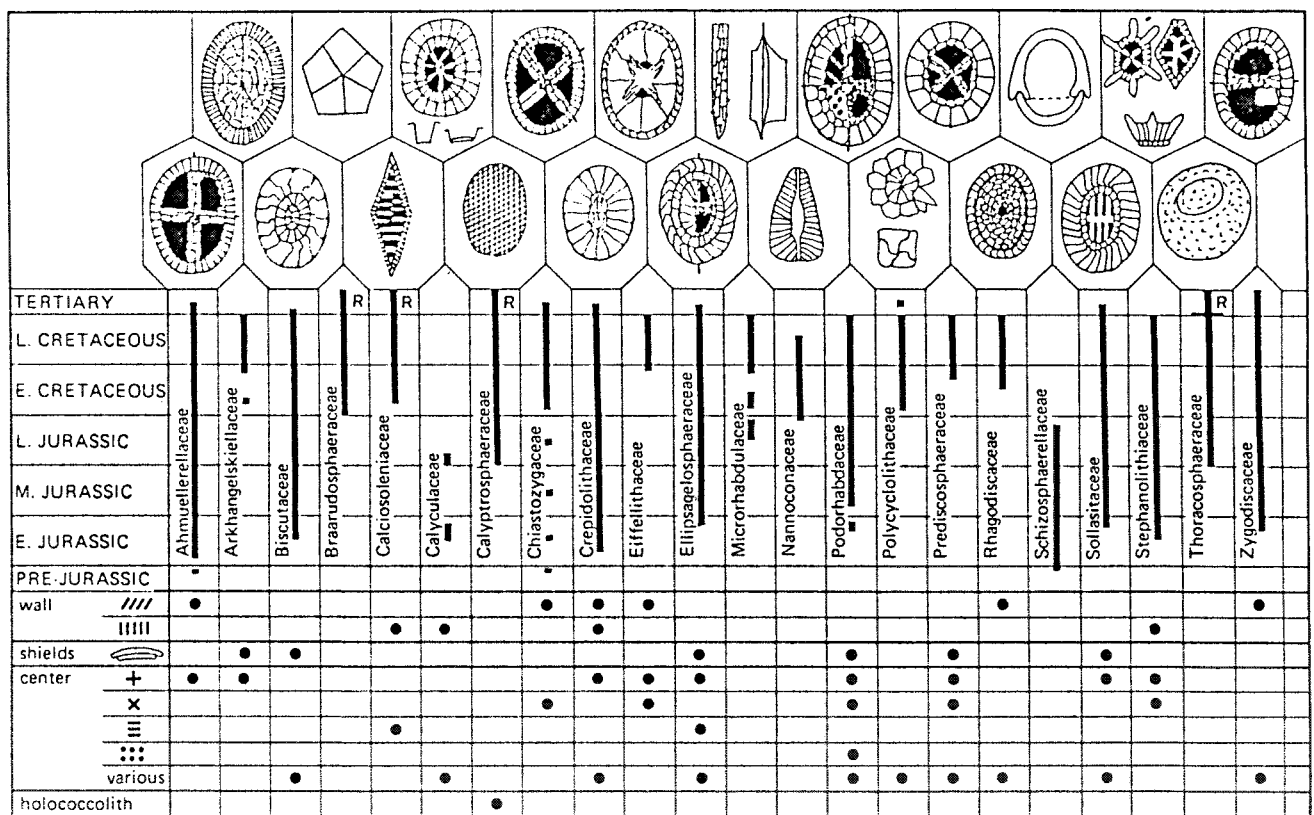 TERTIARY
R
R
R
R
L. CRETACEOUS
E. CRETACEOUS
L. JURASSIC
M. JURASSIC
E. JURASSIC
PRE-JURASSIC
Ahmuellerellaceae
Arkhangelskiellaceae
Biscutaceae
Braarudosphaeraceae
Calciosoleniaceae
Calyculaceae
Calyptrosphaeraceae
Chiastozygaceae
Crepidolithaceae
Eiffellithaceae
Ellipsagelosphaeraceae
Microrhabdulaceae
Nannoconaceae
Podorhabdaceae
Polycyclolithaceae
Prediscosphaeraceae
Rhagodiscaceae
Schizosphaerellaceae
Sollasitaceae
Stephanolithiaceae
Thoracosphaeraceae
Zygodiscaceae
wall
shields
center +
x
various
holococcolith